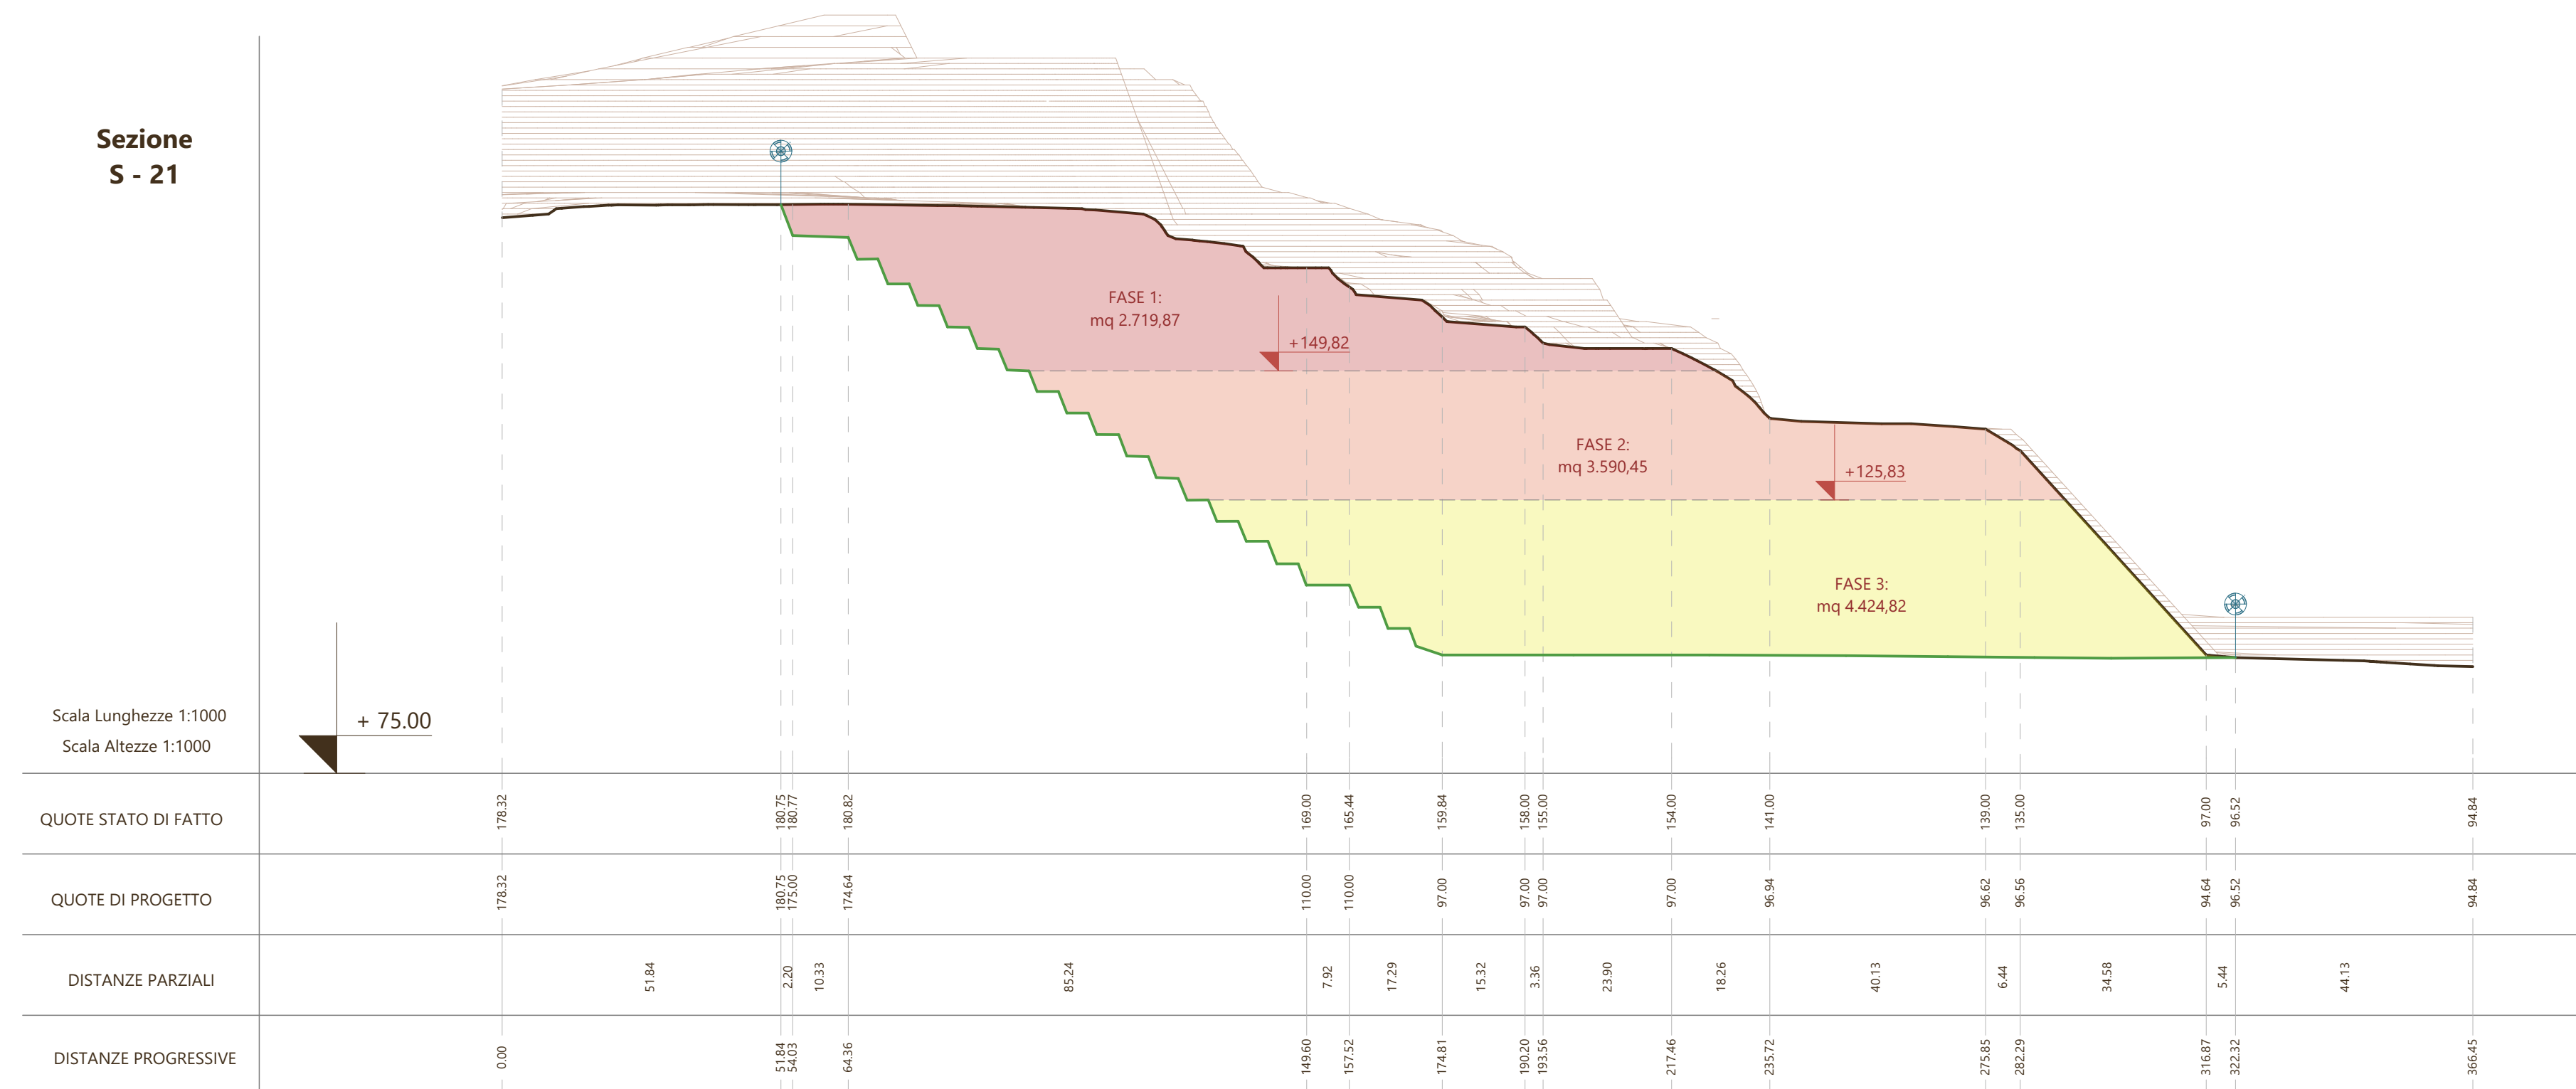 Sezione
S - 21
FASE 1:
mq 2.719,87
+149,82
FASE 2:
mq 3.590,45
+125,83
FASE 3:
mq 4.424,82
Scala Lunghezze 1:1000
Scala Altezze 1:1000
+ 75.00
QUOTE STATO DI FATTO 178.32 180.75 180.77 180.82 169.00 165.44 159.84 158.00 155.00 154.00 141.00 139.00 135.00 97.00 96.52 94.84
QUOTE DI PROGETTO 178.32 180.75 175.00 174.64 110.00 110.00 97.00 97.00 97.00 97.00 96.94 96.62 96.56 94.64 96.52 94.84
DISTANZE PARZIALI 51.84 2.20 10.33 85.24 7.92 17.29 15.32 3.36 23.90 18.26 40.13 6.44 34.58 5.44 44.13
DISTANZE PROGRESSIVE 0.00 51.84 54.03 64.36 149.60 157.52 174.81 190.20 193.56 217.46 235.72 275.85 282.29 316.87 322.32 366.45